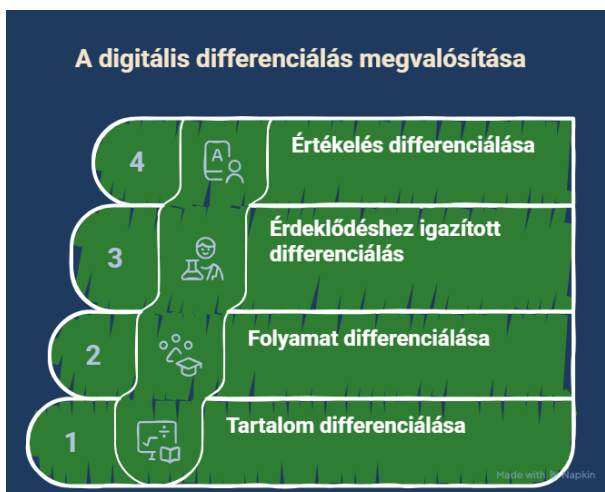 A digitális differenciálás megvalósítása
4
A
Értékelés differenciálása
3
Érdeklődéshez igazított
differenciálás
2
Folyamat differenciálása
1
Tartalom differenciálása
Made with Napkin